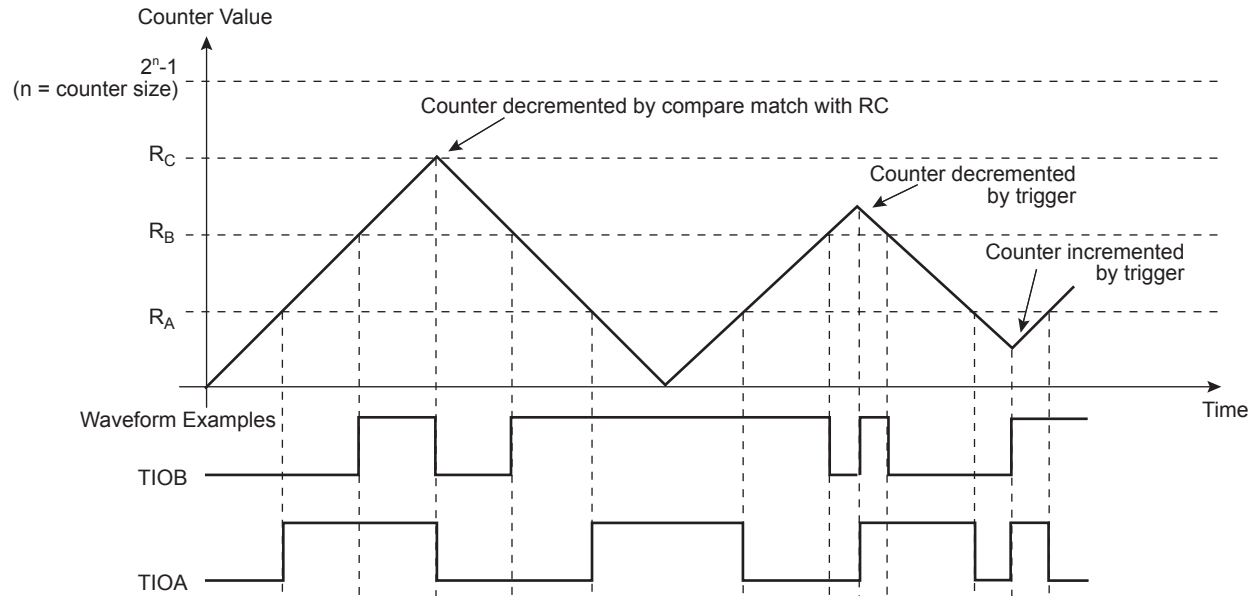 Counter Value
2ⁿ-1
(n = counter size)
Counter decremented by compare match with RC
R_C
Counter decremented
by trigger
R_B
Counter incremented
by trigger
R_A
Time
Waveform Examples
TIOB
TIOA